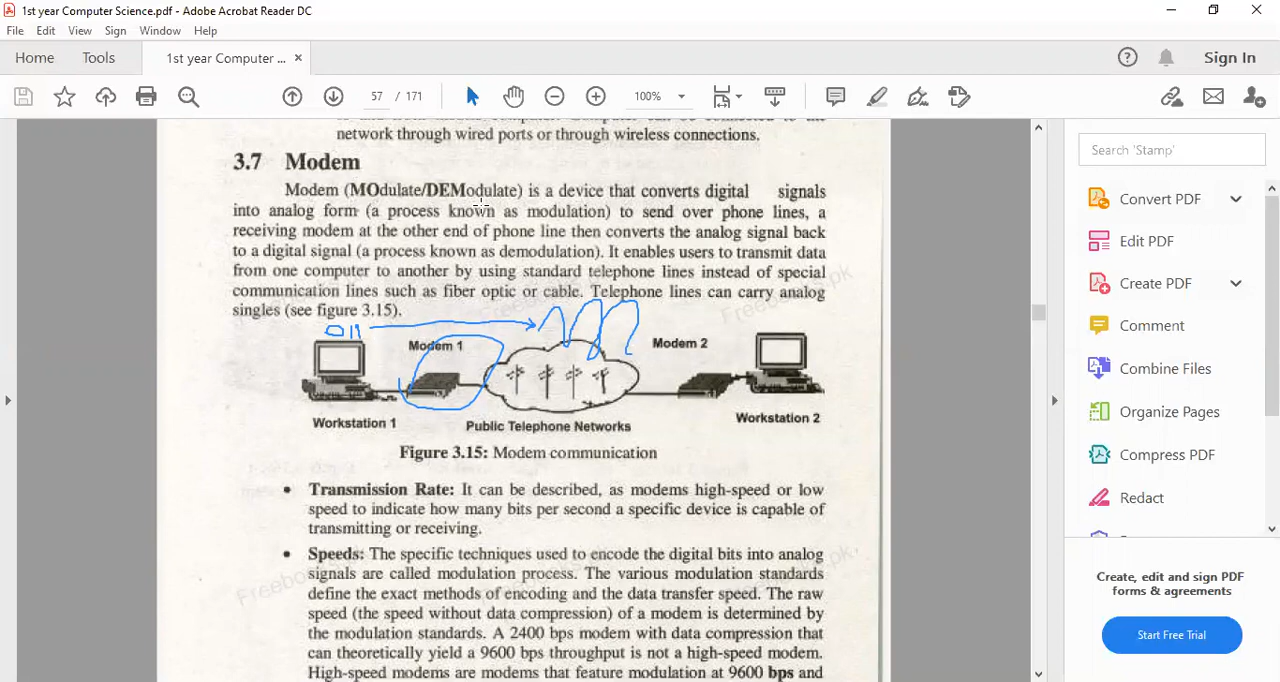 1st year Computer Science.pdf - Adobe Acrobat Reader DC
File Edit View Sign Window Help
Home Tools 1st year Computer ... × Sign In
57 / 171 100%
network through wired ports or through wireless connections.
3.7 Modem
Modem (MOdulate/DEModulate) is a device that converts digital signals
into analog form (a process known as modulation) to send over phone lines, a
receiving modem at the other end of phone line then converts the analog signal back
to a digital signal (a process known as demodulation). It enables users to transmit data
from one computer to another by using standard telephone lines instead of special
communication lines such as fiber optic or cable. Telephone lines can carry analog
singles (see figure 3.15).
011
Modem 1 Modem 2
Workstation 1 Public Telephone Networks Workstation 2
Figure 3.15: Modem communication
• Transmission Rate: It can be described, as modems high-speed or low
speed to indicate how many bits per second a specific device is capable of
transmitting or receiving.
• Speeds: The specific techniques used to encode the digital bits into analog
signals are called modulation process. The various modulation standards
define the exact methods of encoding and the data transfer speed. The raw
speed (the speed without data compression) of a modem is determined by
the modulation standards. A 2400 bps modem with data compression that
can theoretically yield a 9600 bps throughput is not a high-speed modem.
High-speed modems are modems that feature modulation at 9600 bps and
Search 'Stamp'
Convert PDF
Edit PDF
Create PDF
Comment
Combine Files
Organize Pages
Compress PDF
Redact
Create, edit and sign PDF
forms & agreements
Start Free Trial